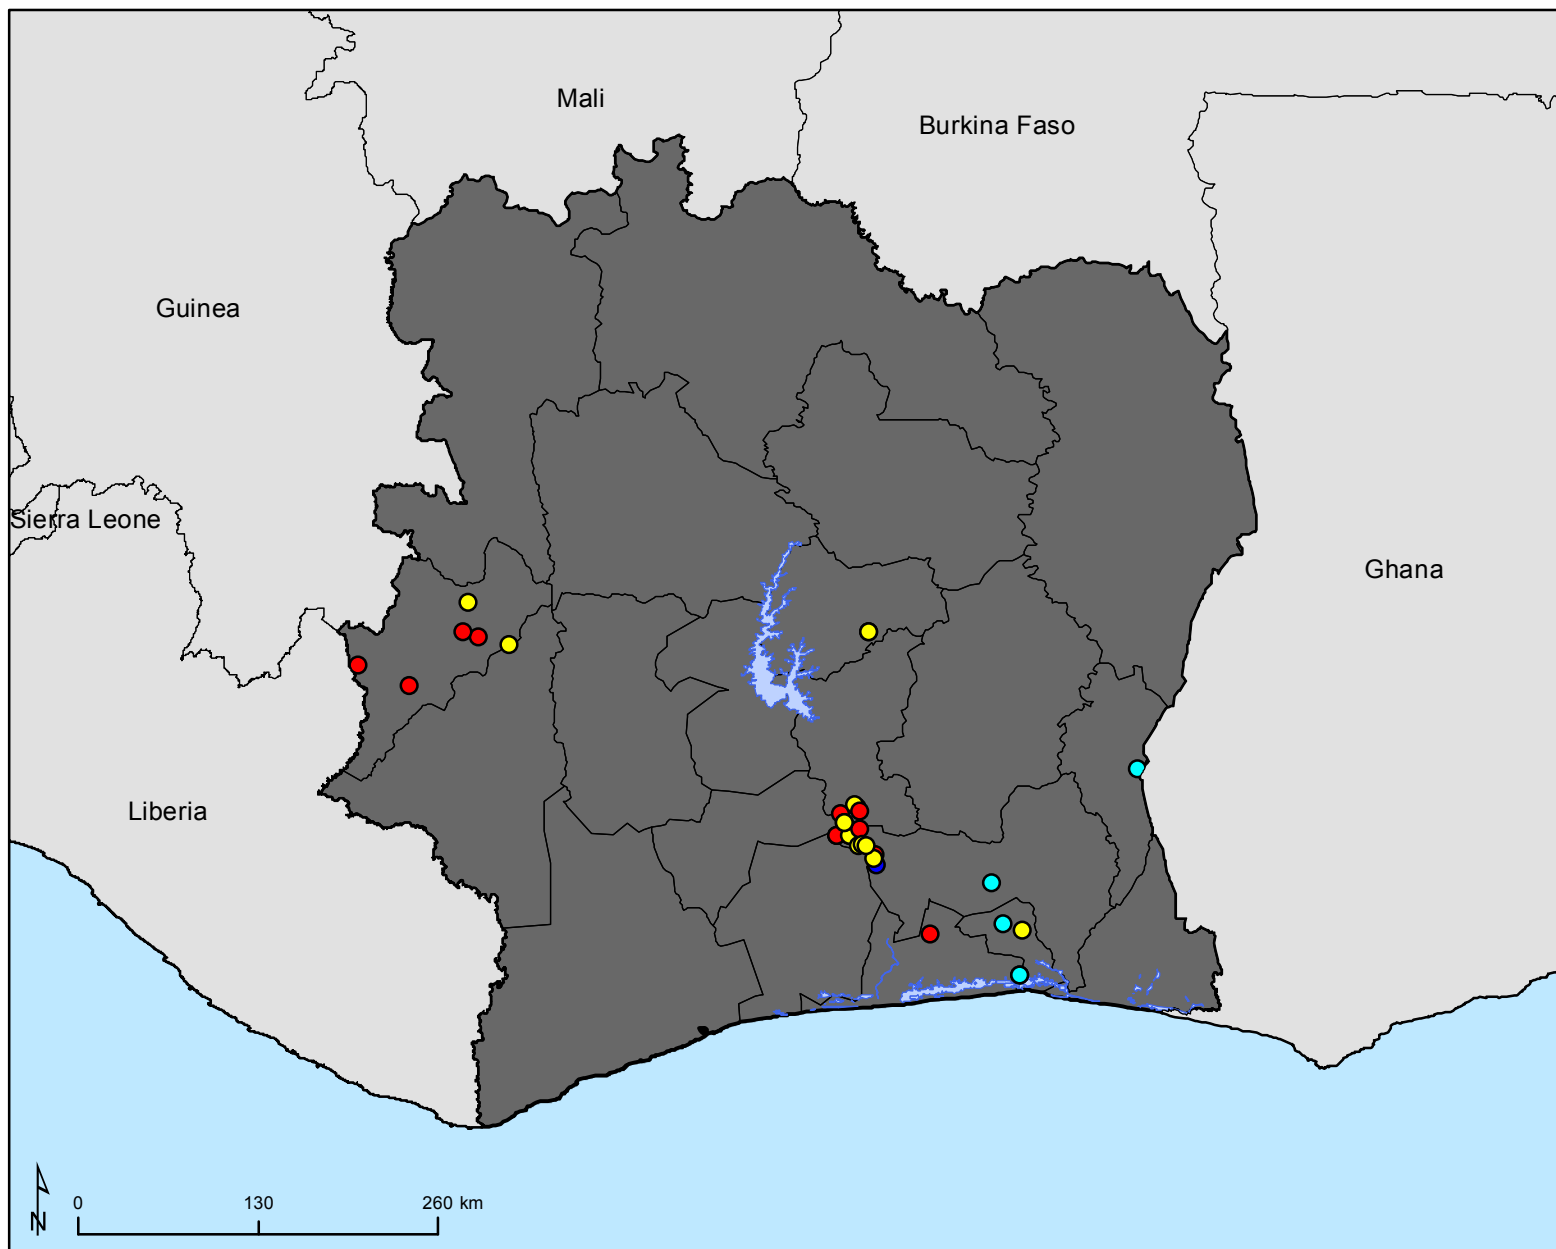 Mali
Burkina Faso
Guinea
Sierra Leone
Ghana
Liberia
0 130 260 km
N